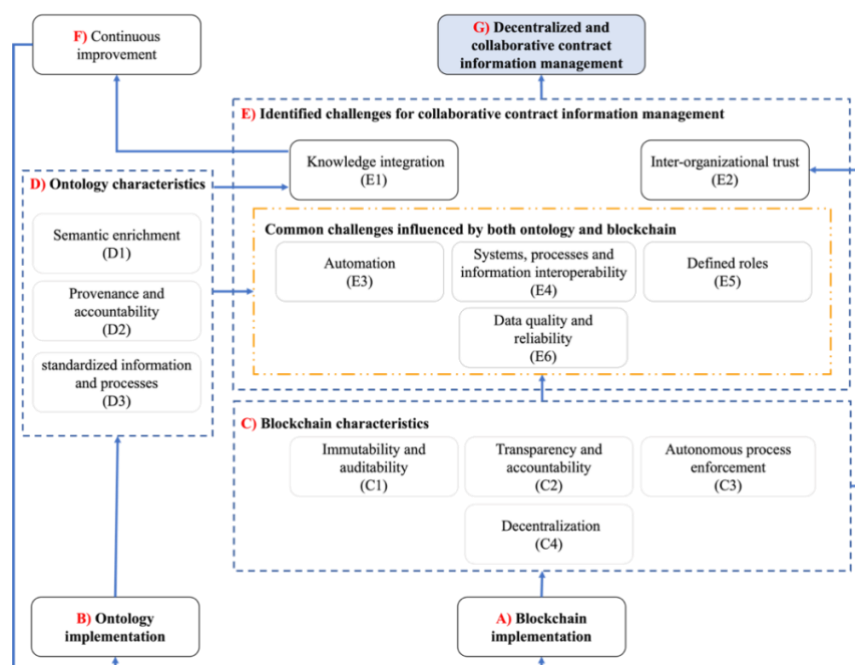 F) Continuous
improvement
G) Decentralized and
collaborative contract
information management
E) Identified challenges for collaborative contract information management
Knowledge integration
(E1)
Inter-organizational trust
(E2)
D) Ontology characteristics
Semantic enrichment
(D1)
Provenance and
accountability
(D2)
standardized information
and processes
(D3)
Common challenges influenced by both ontology and blockchain
Automation
(E3)
Systems, processes and
information interoperability
(E4)
Defined roles
(E5)
Data quality and
reliability
(E6)
C) Blockchain characteristics
Immutability and
auditability
(C1)
Transparency and
accountability
(C2)
Autonomous process
enforcement
(C3)
Decentralization
(C4)
B) Ontology
implementation
A) Blockchain
implementation